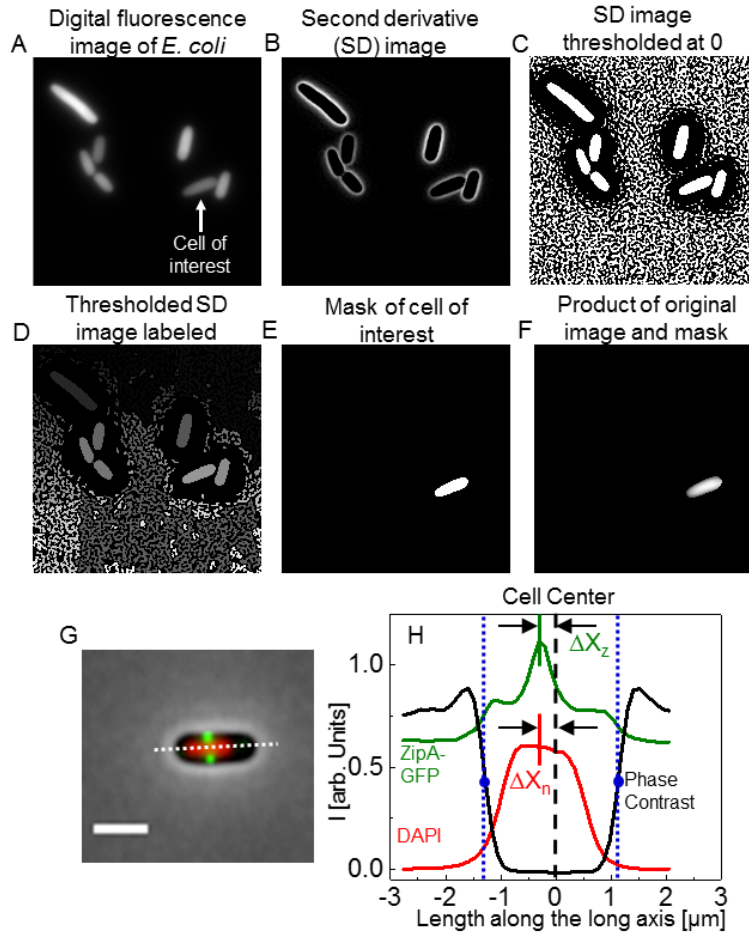 A
Digital fluorescence
image of E. coli
Cell of
interest
B
Second derivative
(SD) image
C
SD image
thresholded at 0
D
Thresholded SD
image labeled
E
Mask of cell of
interest
F
Product of original
image and mask
G
H
Cell Center
ΔXz
ZipA-
GFP
ΔXn
Phase
Contrast
DAPI
I [arb. Units]
1.0
0.5
0.0
-3 -2 -1 0 1 2 3
Length along the long axis [µm]